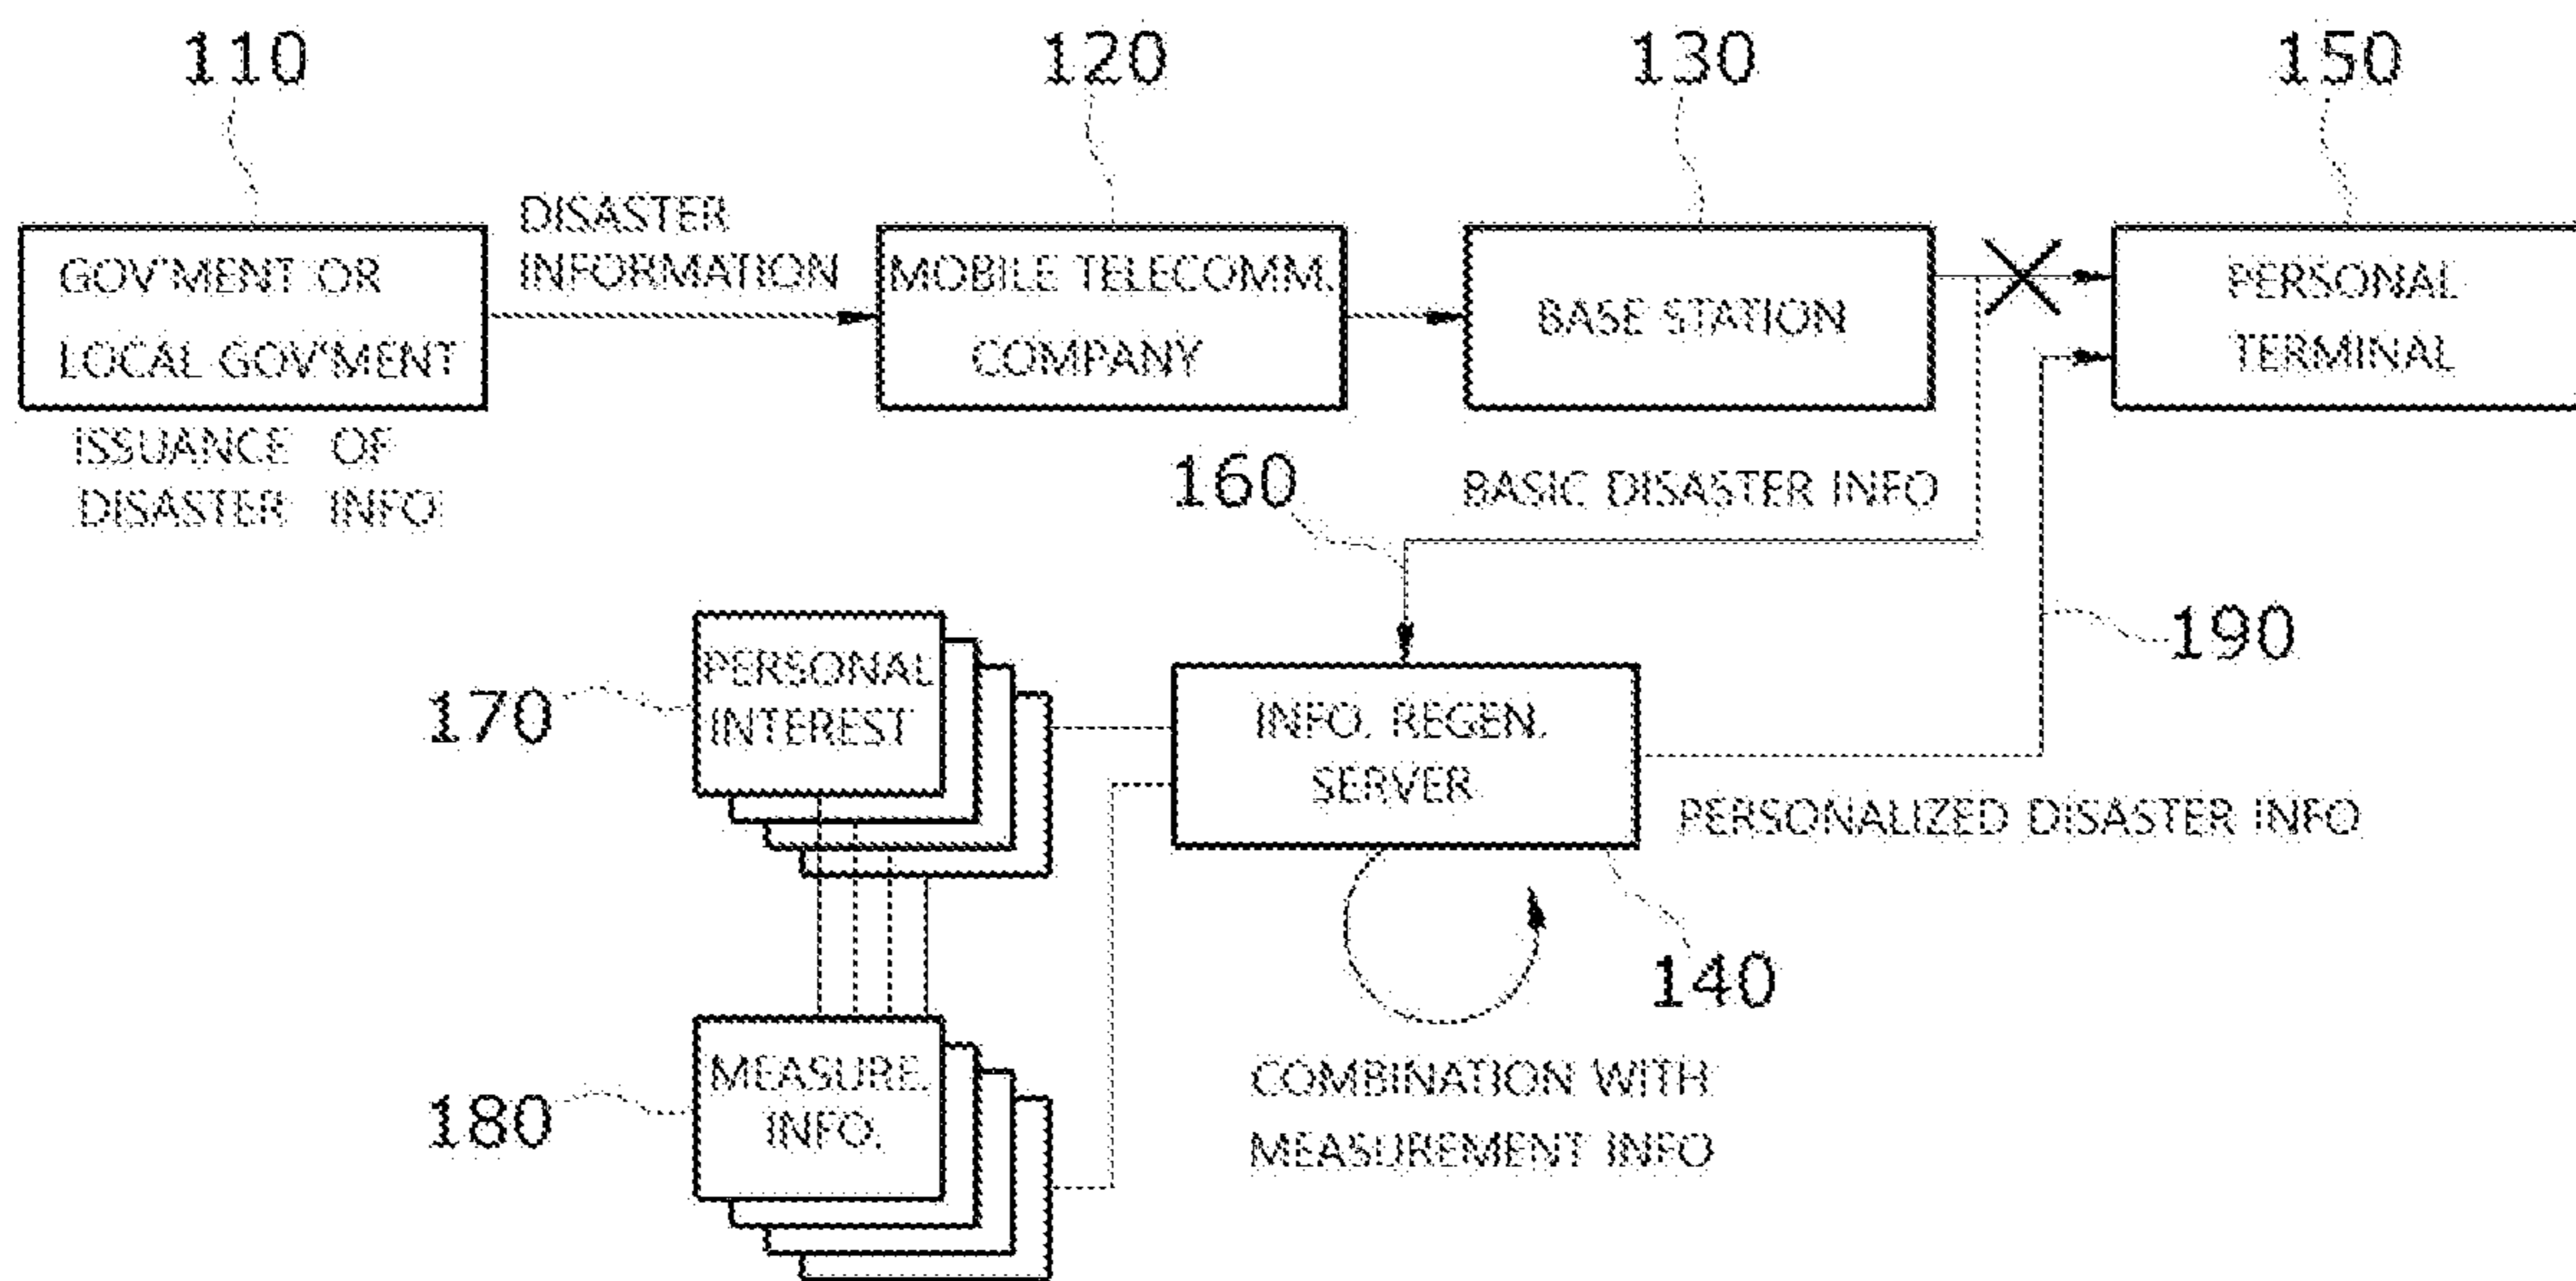 110
120
130
150
DISASTER
INFORMATION
GOV'MENT OR
LOCAL GOV'MENT
MOBILE TELECOMM.
COMPANY
BASE STATION
PERSONAL
TERMINAL
ISSUANCE OF
DISASTER INFO
160
BASIC DISASTER INFO
190
170
PERSONAL
INTEREST
INFO. REGEN.
SERVER
PERSONALIZED DISASTER INFO
140
180
MEASURE.
INFO.
COMBINATION WITH
MEASUREMENT INFO